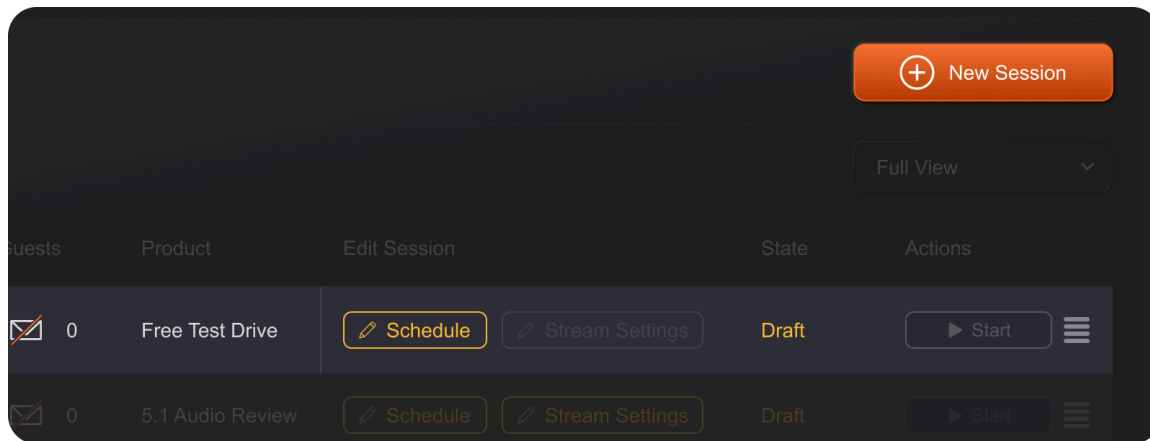 New Session
Full View
Guests Product Edit Session State Actions
0 Free Test Drive Schedule Stream Settings Draft Start
0 5.1 Audio Review Schedule Stream Settings Draft Start